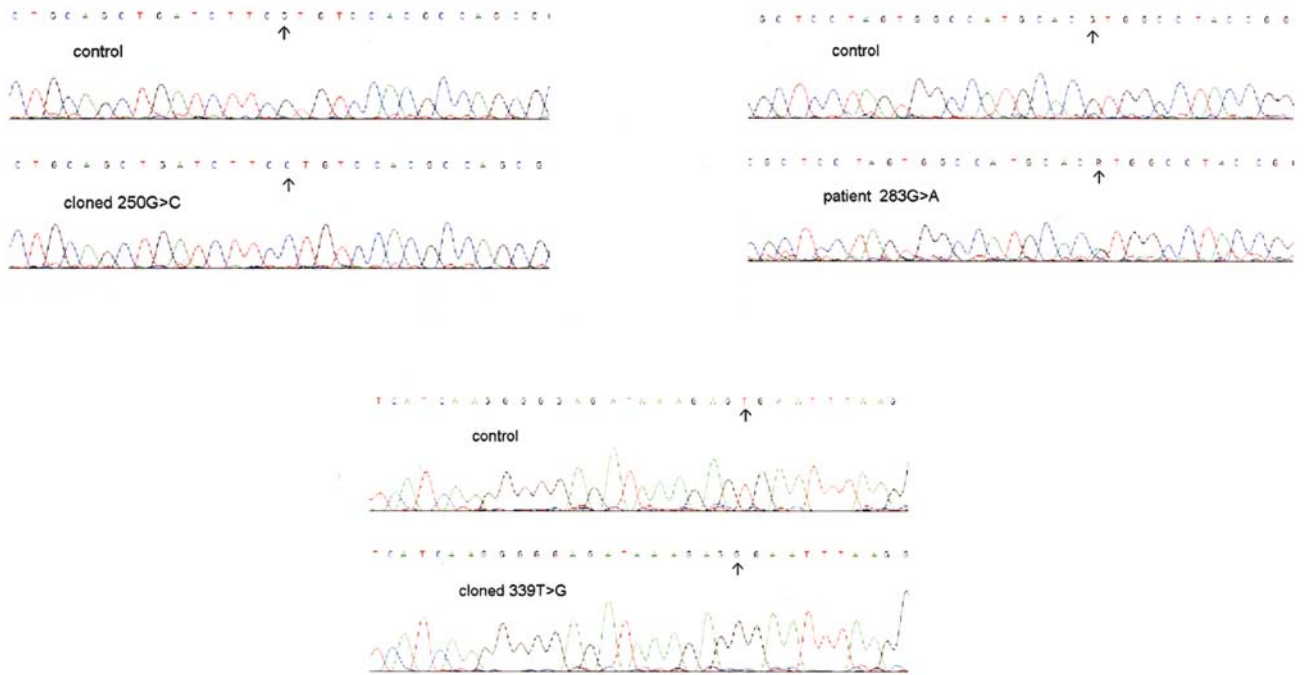 C T G C A G C T G A T C T T C G T G T C C A C G C C A G C G
control
C T G C A G C T G A T C T T C C T G T C C A C G C C A G C G
cloned 250G>C
G C T C C T A G T G G C C A T G C A C G T G G C C T A C C G G
control
C G C T C C T A G T G G C C A T G C A C R T G G C C T A C C G
patient 283G>A
T C A T C A A G G G G G A G A T A A A G A G T G A A T T T A A G
control
T C A T C A A G G G G G A G A T A A A G A G G G A A T T T A A G G
cloned 339T>G